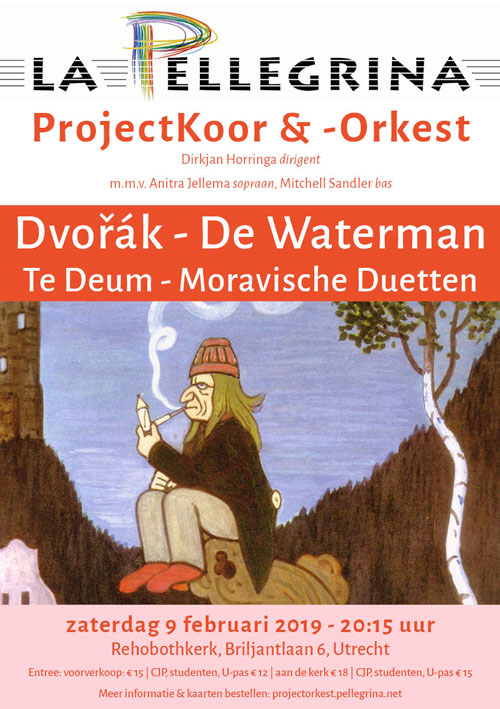 LA PELLEGRINA
ProjectKoor & -Orkest
Dirkjan Horringa dirigent
m.m.v. Anitra Jellema sopraan, Mitchell Sandler bas
Dvořák - De Waterman
Te Deum - Moravische Duetten
zaterdag 9 februari 2019 - 20:15 uur
Rehobothkerk, Briljantlaan 6, Utrecht
Entree: voorverkoop: € 15 | CJP, studenten, U-pas € 12 | aan de kerk € 18 | CJP, studenten, U-pas € 15
Meer informatie & kaarten bestellen: projectorkest.pellegrina.net